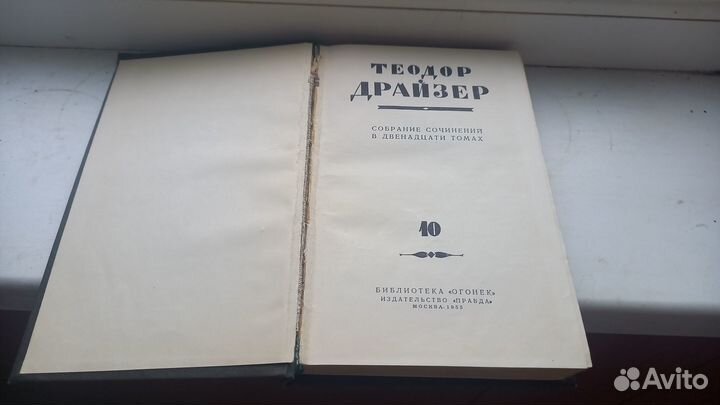 ТЕОДОР
ДРАЙЗЕР
СОБРАНИЕ СОЧИНЕНИЙ
В ДВЕНАДЦАТИ ТОМАХ
10
БИБЛИОТЕКА «ОГОНЕК»
ИЗДАТЕЛЬСТВО «ПРАВДА»
МОСКВА·1955
Avito